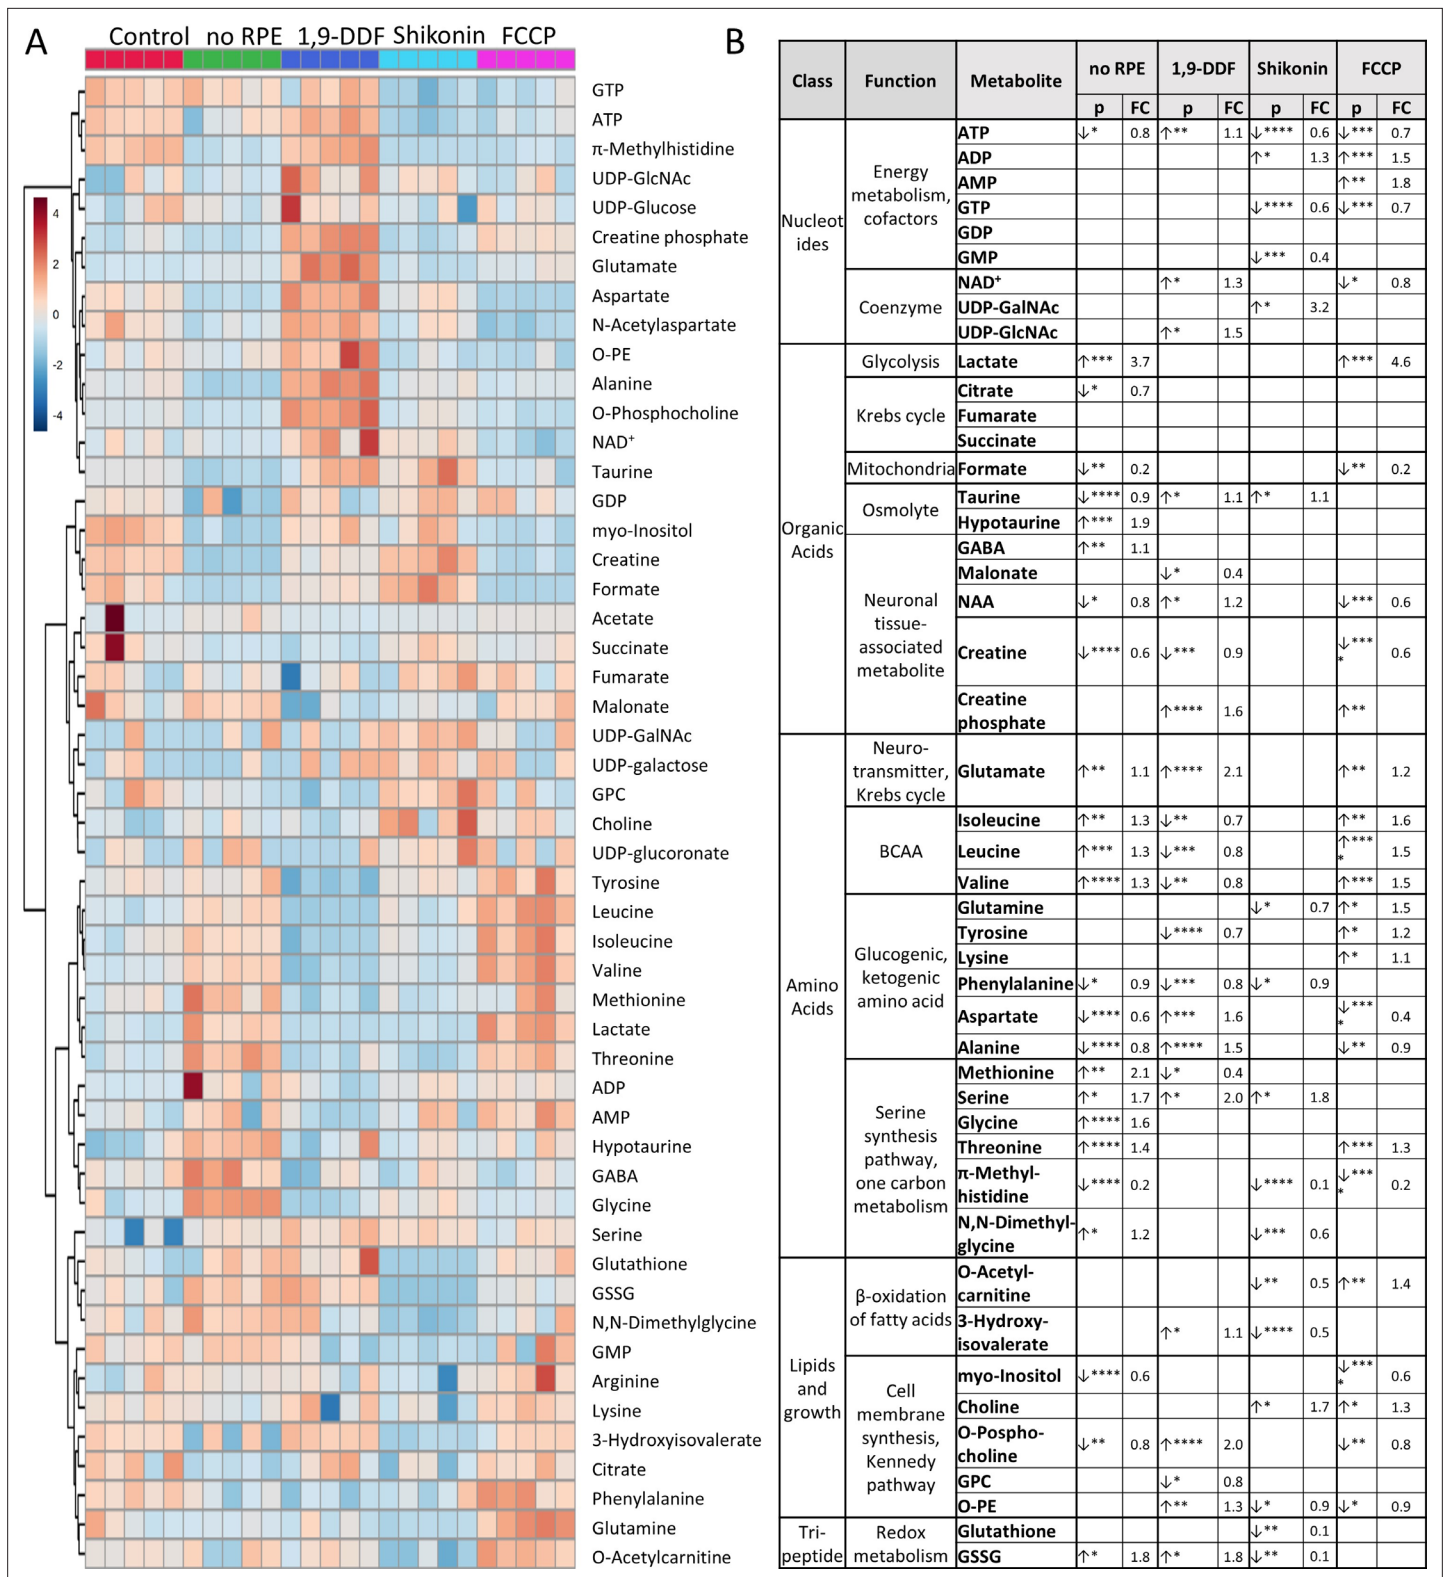 A
Control no RPE 1,9-DDF Shikonin FCCP
4
2
0
-2
-4
GTP
ATP
π-Methylhistidine
UDP-GlcNAc
UDP-Glucose
Creatine phosphate
Glutamate
Aspartate
N-Acetylaspartate
O-PE
Alanine
O-Phosphocholine
NAD⁺
Taurine
GDP
myo-Inositol
Creatine
Formate
Acetate
Succinate
Fumarate
Malonate
UDP-GalNAc
UDP-galactose
GPC
Choline
UDP-glucoronate
Tyrosine
Leucine
Isoleucine
Valine
Methionine
Lactate
Threonine
ADP
AMP
Hypotaurine
GABA
Glycine
Serine
Glutathione
GSSG
N,N-Dimethylglycine
GMP
Arginine
Lysine
3-Hydroxyisovalerate
Citrate
Phenylalanine
Glutamine
O-Acetylcarnitine
B
Class Function Metabolite no RPE 1,9-DDF Shikonin FCCP
p FC p FC p FC p FC
Nucleot
ides
Energy
metabolism,
cofactors
ATP ↓* 0.8 ↑** 1.1 ↓**** 0.6 ↓*** 0.7
ADP ↑* 1.3 ↑*** 1.5
AMP ↑** 1.8
GTP ↓**** 0.6 ↓*** 0.7
GDP
GMP ↓*** 0.4
Coenzyme
NAD⁺ ↑* 1.3 ↓* 0.8
UDP-GalNAc ↑* 3.2
UDP-GlcNAc ↑* 1.5
Organic
Acids
Glycolysis Lactate ↑*** 3.7 ↑*** 4.6
Krebs cycle
Citrate ↓* 0.7
Fumarate
Succinate
Mitochondria Formate ↓** 0.2 ↓** 0.2
Osmolyte
Taurine ↓**** 0.9 ↑* 1.1 ↑* 1.1
Hypotaurine ↑*** 1.9
Neuronal
tissue-
associated
metabolite
GABA ↑** 1.1
Malonate ↓* 0.4
NAA ↓* 0.8 ↑* 1.2 ↓*** 0.6
Creatine ↓**** 0.6 ↓*** 0.9 ↓***
* 0.6
Creatine
phosphate ↑**** 1.6 ↑**
Amino
Acids
Neuro-
transmitter,
Krebs cycle
Glutamate ↑** 1.1 ↑**** 2.1 ↑** 1.2
BCAA
Isoleucine ↑** 1.3 ↓** 0.7 ↑** 1.6
Leucine ↑*** 1.3 ↓*** 0.8 ↑***
* 1.5
Valine ↑**** 1.3 ↓** 0.8 ↑*** 1.5
Glucogenic,
ketogenic
amino acid
Glutamine ↓* 0.7 ↑* 1.5
Tyrosine ↓**** 0.7 ↑* 1.2
Lysine ↑* 1.1
Phenylalanine ↓* 0.9 ↓*** 0.8 ↓* 0.9
Aspartate ↓**** 0.6 ↑*** 1.6 ↓***
* 0.4
Alanine ↓**** 0.8 ↑**** 1.5 ↓** 0.9
Serine
synthesis
pathway,
one carbon
metabolism
Methionine ↑** 2.1 ↓* 0.4
Serine ↑* 1.7 ↑* 2.0 ↑* 1.8
Glycine ↑**** 1.6
Threonine ↑**** 1.4 ↑*** 1.3
π-Methyl-
histidine ↓**** 0.2 ↓**** 0.1 ↓***
* 0.2
N,N-Dimethyl-
glycine ↑* 1.2 ↓*** 0.6
Lipids
and
growth
β-oxidation
of fatty acids
O-Acetyl-
carnitine ↓** 0.5 ↑** 1.4
3-Hydroxy-
isovalerate ↑* 1.1 ↓**** 0.5
Cell
membrane
synthesis,
Kennedy
pathway
myo-Inositol ↓**** 0.6 ↓***
* 0.6
Choline ↑* 1.7 ↑* 1.3
O-Pospho-
choline ↓** 0.8 ↑**** 2.0 ↓** 0.8
GPC ↓* 0.8
O-PE ↑** 1.3 ↓* 0.9 ↓* 0.9
Tri-
peptide
Redox
metabolism
Glutathione ↓** 0.1
GSSG ↑* 1.8 ↑* 1.8 ↓** 0.1